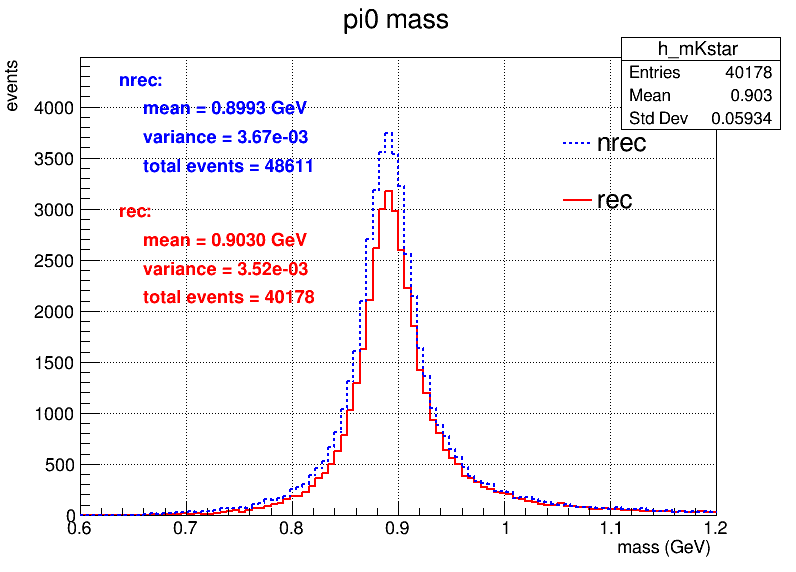 pi0 mass
h_mKstar
Entries 40178
Mean 0.903
Std Dev 0.05934
events
nrec:
mean = 0.8993 GeV
variance = 3.67e-03
total events = 48611
rec:
mean = 0.9030 GeV
variance = 3.52e-03
total events = 40178
nrec
rec
4000
3500
3000
2500
2000
1500
1000
500
0
0.6 0.7 0.8 0.9 1 1.1 1.2
mass (GeV)